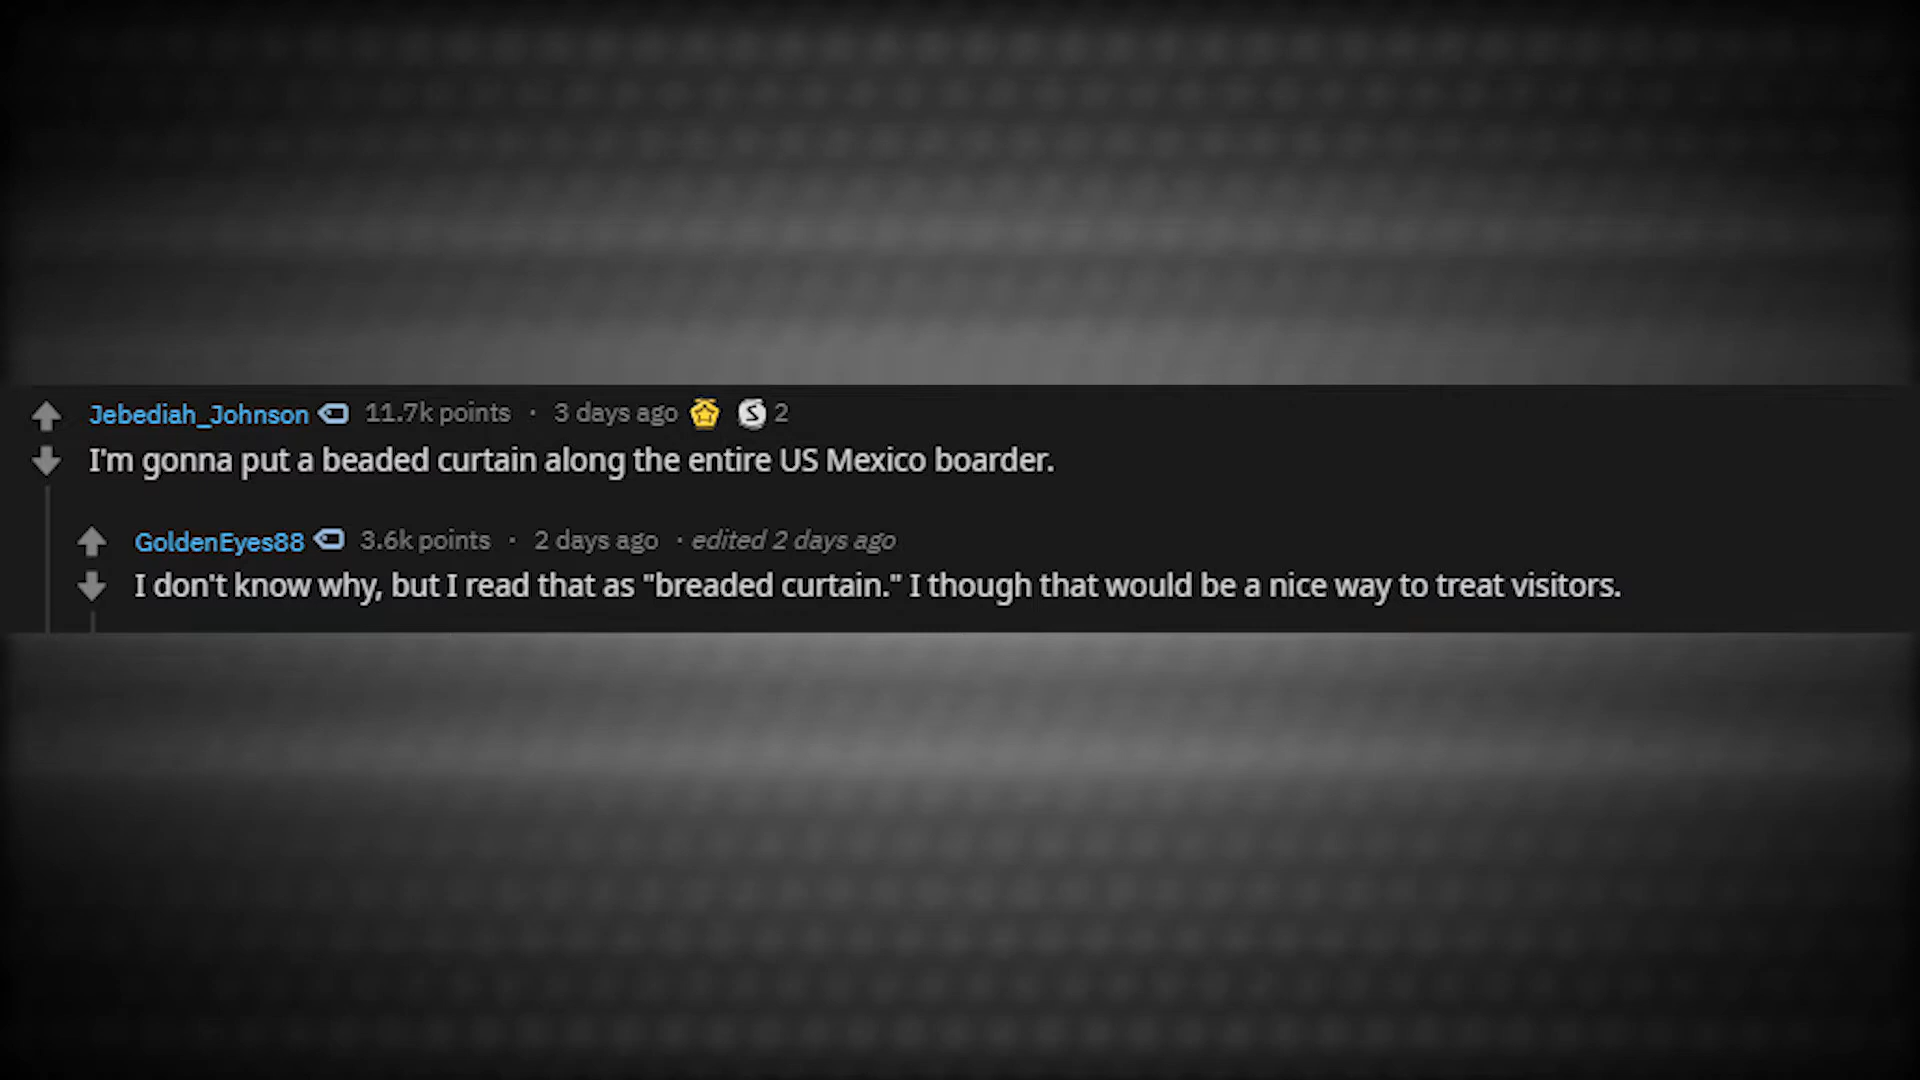 Jebediah_Johnson 11.7k points · 3 days ago S 2
I'm gonna put a beaded curtain along the entire US Mexico boarder.
GoldenEyes88 3.6k points · 2 days ago · edited 2 days ago
I don't know why, but I read that as "breaded curtain." I though that would be a nice way to treat visitors.